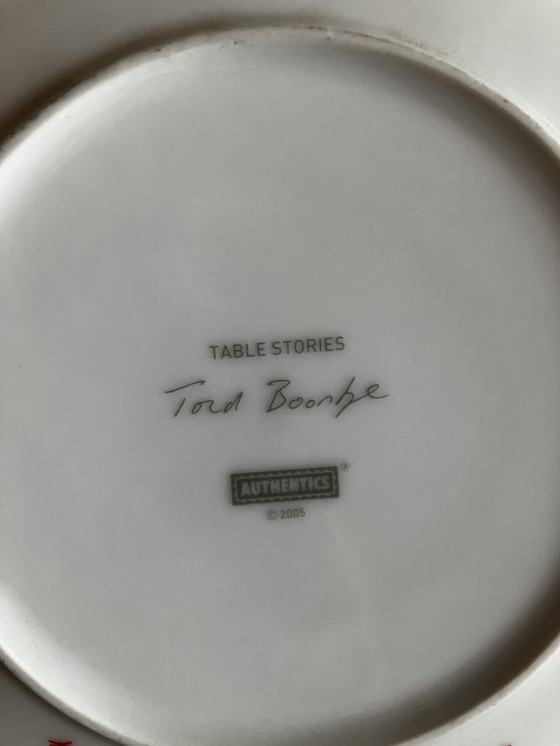 TABLE STORIES
Tord Boontje
AUTHENTICS®
© 2005